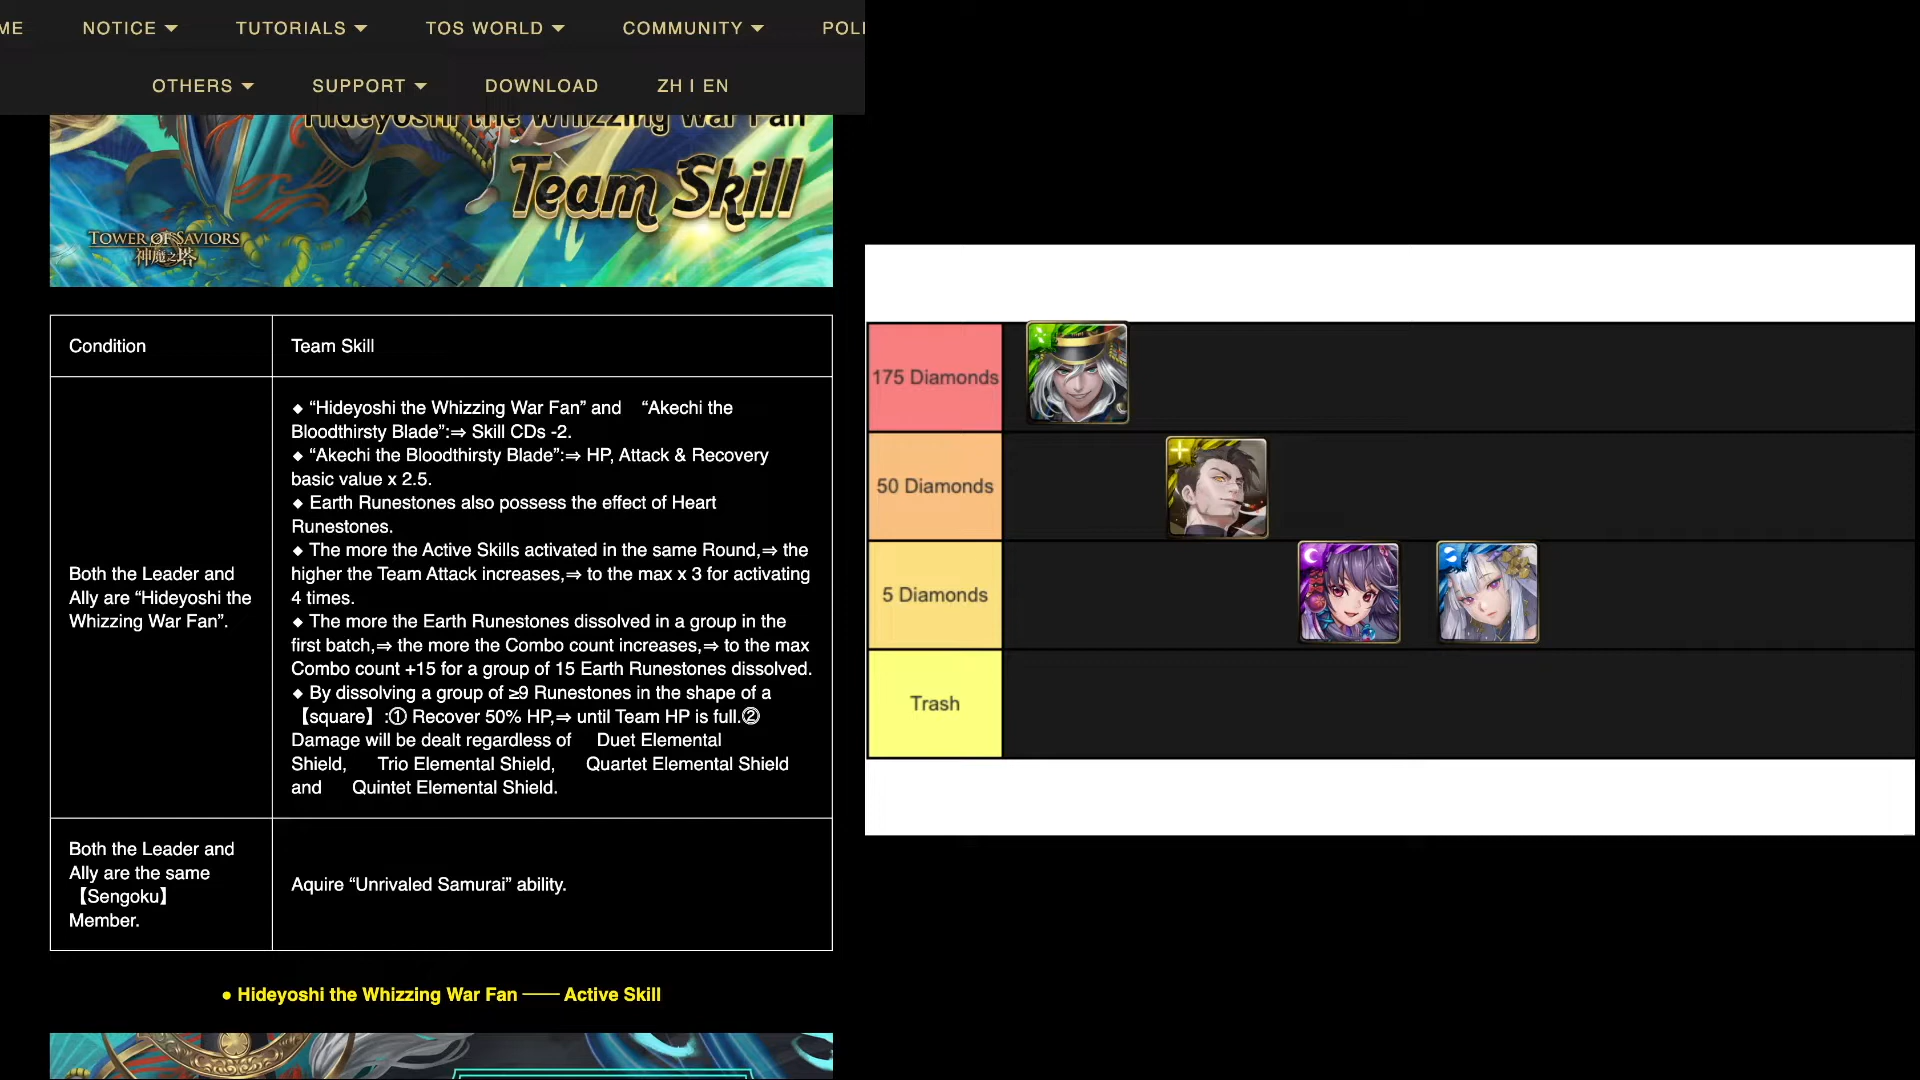 ME NOTICE TUTORIALS TOS WORLD COMMUNITY POLI
OTHERS SUPPORT DOWNLOAD ZH I EN
Hideyoshi the Whizzing War Fan
Team Skill
TOWER OF SAVIORS
神魔之塔
Condition
Team Skill
Both the Leader and
Ally are “Hideyoshi the
Whizzing War Fan”.
◆ “Hideyoshi the Whizzing War Fan” and “Akechi the
Bloodthirsty Blade”:⇒ Skill CDs -2.
◆ “Akechi the Bloodthirsty Blade”:⇒ HP, Attack & Recovery
basic value x 2.5.
◆ Earth Runestones also possess the effect of Heart
Runestones.
◆ The more the Active Skills activated in the same Round,⇒ the
higher the Team Attack increases,⇒ to the max x 3 for activating
4 times.
◆ The more the Earth Runestones dissolved in a group in the
first batch,⇒ the more the Combo count increases,⇒ to the max
Combo count +15 for a group of 15 Earth Runestones dissolved.
◆ By dissolving a group of ≥9 Runestones in the shape of a
【square】:① Recover 50% HP,⇒ until Team HP is full.②
Damage will be dealt regardless of Duet Elemental
Shield, Trio Elemental Shield, Quartet Elemental Shield
and Quintet Elemental Shield.
Both the Leader and
Ally are the same
【Sengoku】
Member.
Aquire “Unrivaled Samurai” ability.
● Hideyoshi the Whizzing War Fan —— Active Skill
175 Diamonds
50 Diamonds
5 Diamonds
Trash